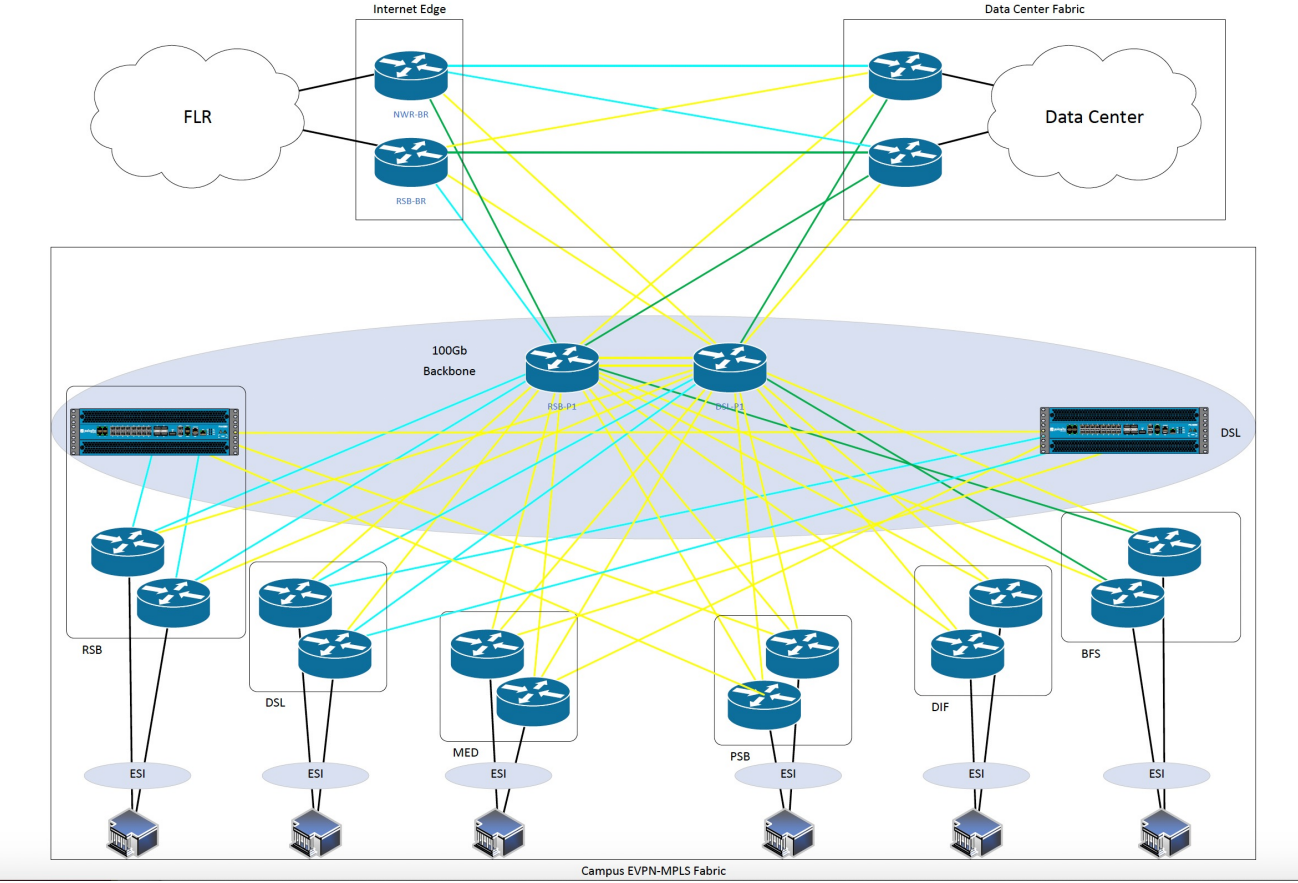 Internet Edge
Data Center Fabric
FLR
NWR-BR
RSB-BR
Data Center
100Gb
Backbone
RSB-P1
DSL-P1
DSL
RSB
DSL
MED
PSB
DIF
BFS
ESI
ESI
ESI
ESI
ESI
ESI
Campus EVPN-MPLS Fabric